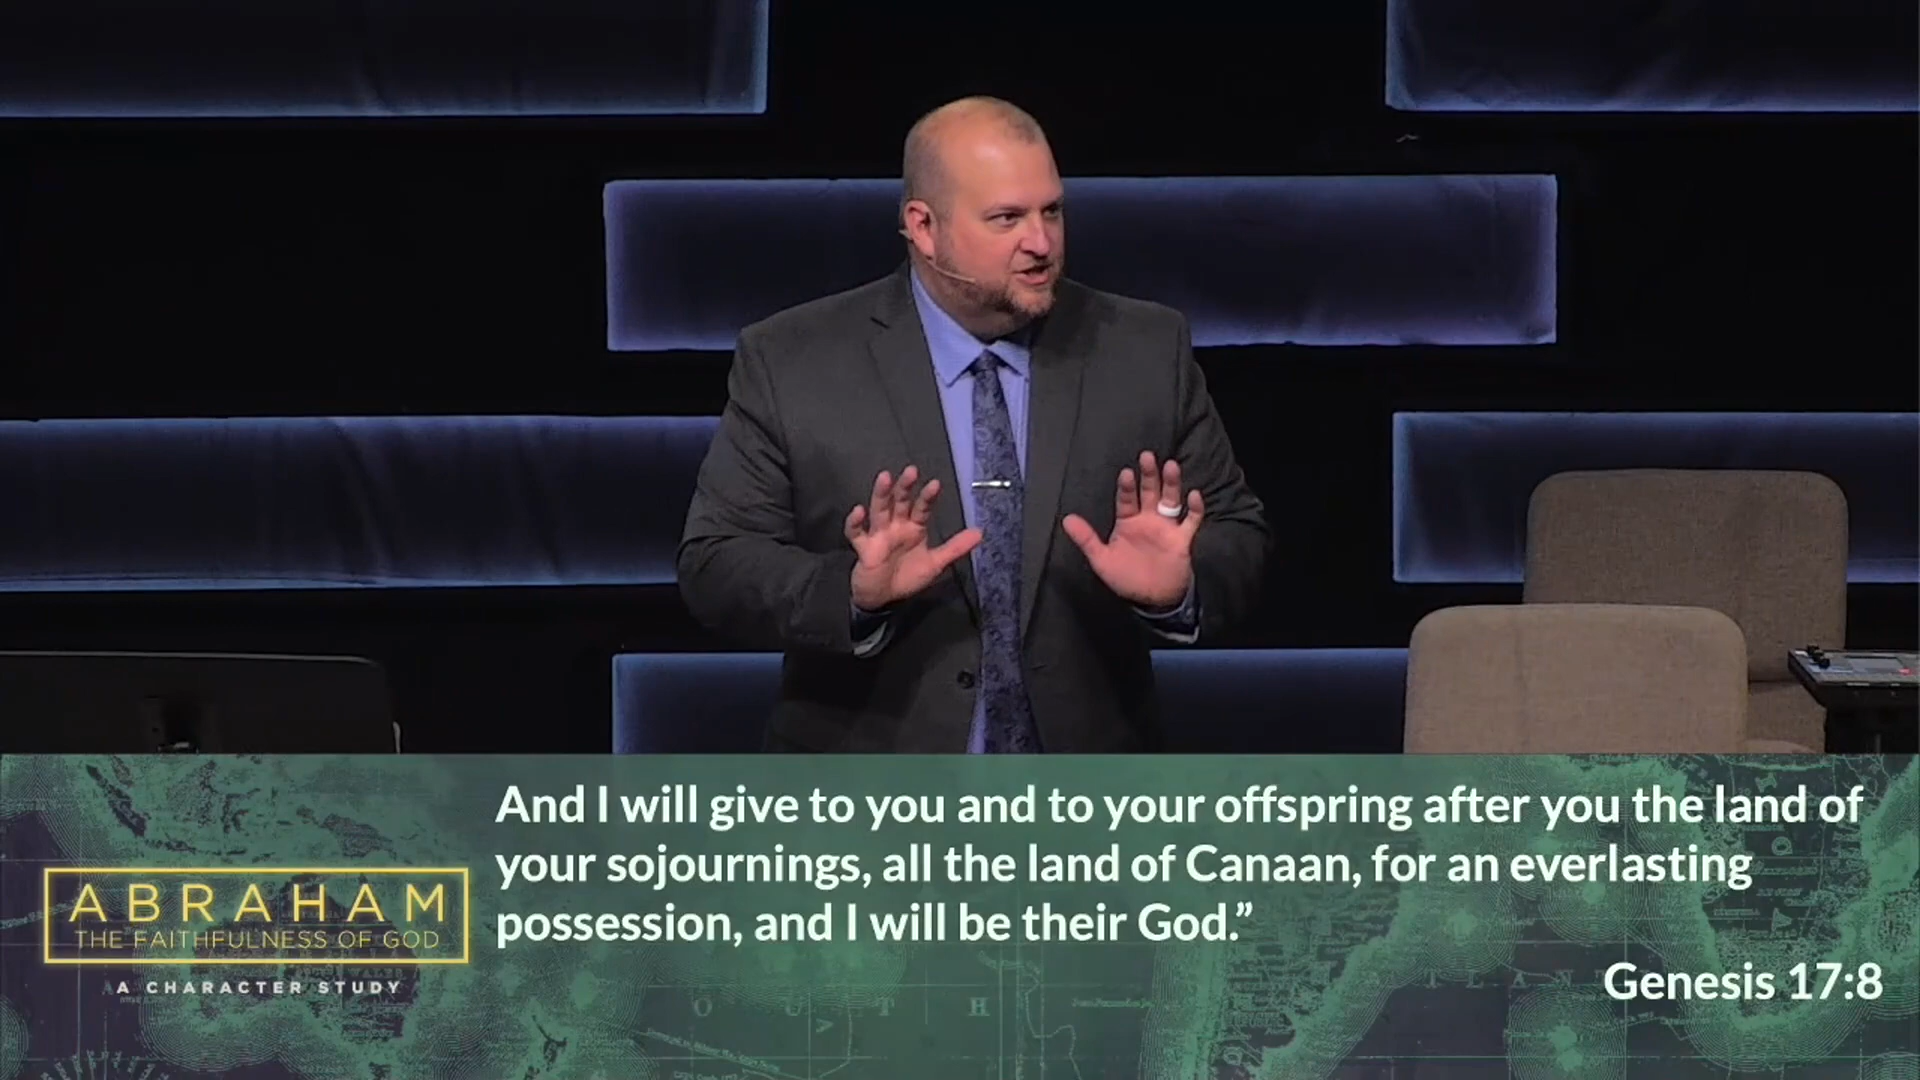 And I will give to you and to your offspring after you the land of
your sojournings, all the land of Canaan, for an everlasting
possession, and I will be their God.”
Genesis 17:8
ABRAHAM
THE FAITHFULNESS OF GOD
A CHARACTER STUDY
O U T H